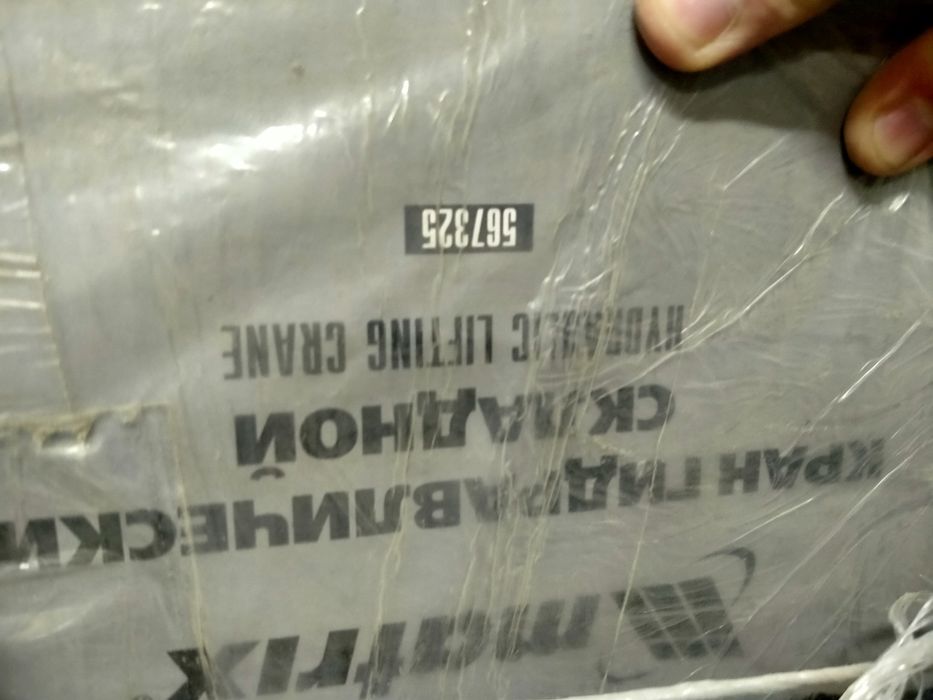 matrix
КРАН ГИДРАВЛИЧЕСКИ
СКЛАДНОЙ
HYDRAULIC LIFTING CRANE
567325